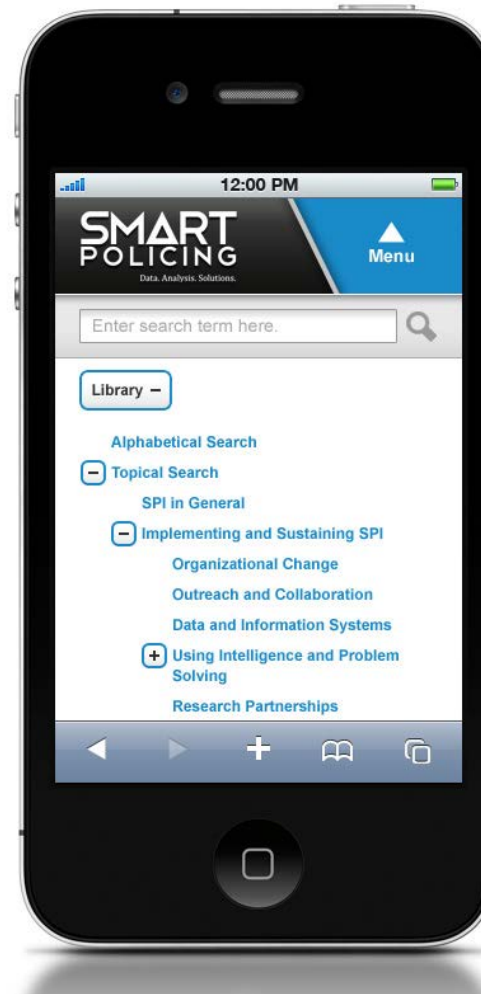 12:00 PM
SMART
POLICING
Data. Analysis. Solutions.
Menu
Enter search term here.
Library –
Alphabetical Search
Topical Search
SPI in General
Implementing and Sustaining SPI
Organizational Change
Outreach and Collaboration
Data and Information Systems
Using Intelligence and Problem
Solving
Research Partnerships